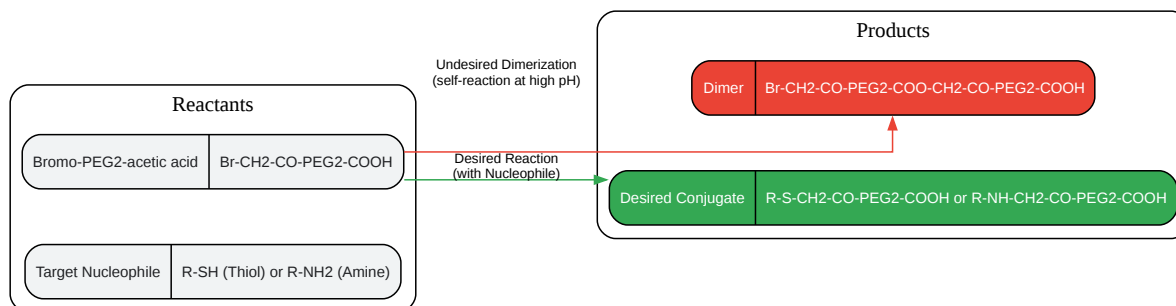 Products
Undesired Dimerization
(self-reaction at high pH)
Dimer Br-CH2-CO-PEG2-COO-CH2-CO-PEG2-COOH
Reactants
Bromo-PEG2-acetic acid Br-CH2-CO-PEG2-COOH
Desired Reaction
(with Nucleophile)
Desired Conjugate R-S-CH2-CO-PEG2-COOH or R-NH-CH2-CO-PEG2-COOH
Target Nucleophile R-SH (Thiol) or R-NH2 (Amine)